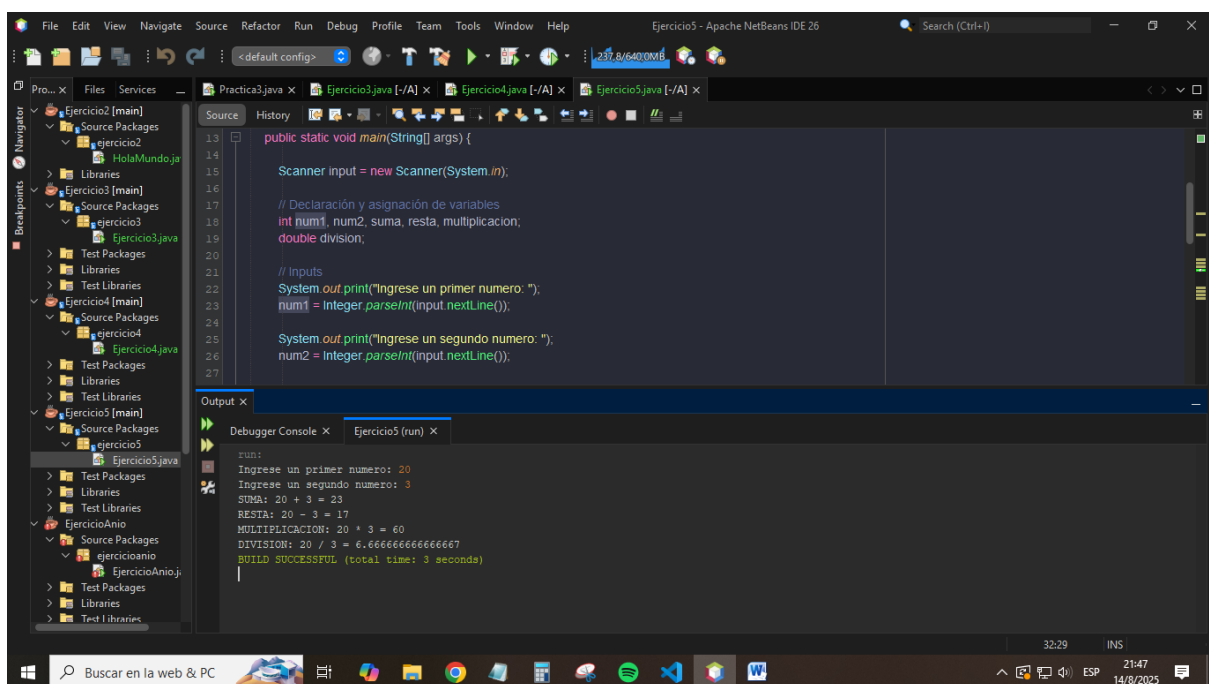 File Edit View Navigate Source Refactor Run Debug Profile Team Tools Window Help Ejercicio5 - Apache NetBeans IDE 26 Search (Ctrl+I)
<default config> 237,8/640,0MB
Pro... Files Services
Practica3.java Ejercicio3.java [-/A] Ejercicio4.java [-/A] Ejercicio5.java [-/A]
Navigator
Breakpoints
Ejercicio2 [main]
Source Packages
ejercicio2
HolaMundo.ja
Libraries
Ejercicio3 [main]
Source Packages
ejercicio3
Ejercicio3.java
Test Packages
Libraries
Test Libraries
Ejercicio4 [main]
Source Packages
ejercicio4
Ejercicio4.java
Test Packages
Libraries
Test Libraries
Ejercicio5 [main]
Source Packages
ejercicio5
Ejercicio5.java
Test Packages
Libraries
Test Libraries
EjercicioAnio
Source Packages
ejercicioanio
EjercicioAnio.j
Test Packages
Libraries
Test Libraries
Source History
13 public static void main(String[] args) {
14
15 Scanner input = new Scanner(System.in);
16
17 // Declaración y asignación de variables
18 int num1, num2, suma, resta, multiplicacion;
19 double division;
20
21 // Inputs
22 System.out.print("Ingrese un primer numero: ");
23 num1 = Integer.parseInt(input.nextLine());
24
25 System.out.print("Ingrese un segundo numero: ");
26 num2 = Integer.parseInt(input.nextLine());
27
Output
Debugger Console Ejercicio5 (run)
run:
Ingrese un primer numero: 20
Ingrese un segundo numero: 3
SUMA: 20 + 3 = 23
RESTA: 20 - 3 = 17
MULTIPLICACION: 20 * 3 = 60
DIVISION: 20 / 3 = 6.666666666666667
BUILD SUCCESSFUL (total time: 3 seconds)
32:29 INS
Buscar en la web & PC
ESP
21:47
14/8/2025